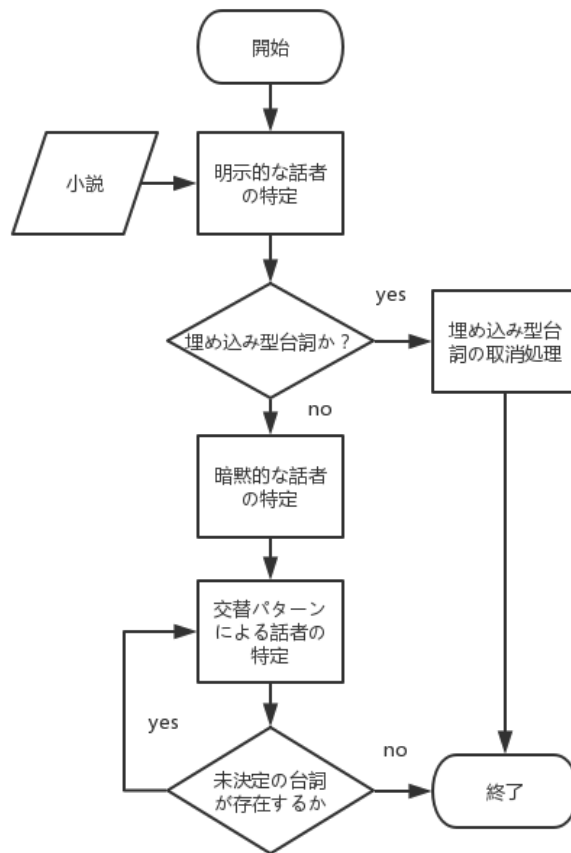 開始
小説
明示的な話者
の特定
埋め込み型台詞か？
yes
埋め込み型台
詞の取消処理
no
暗黙的な話者
の特定
交替パターン
による話者の
特定
yes
未決定の台詞
が存在するか
no
終了